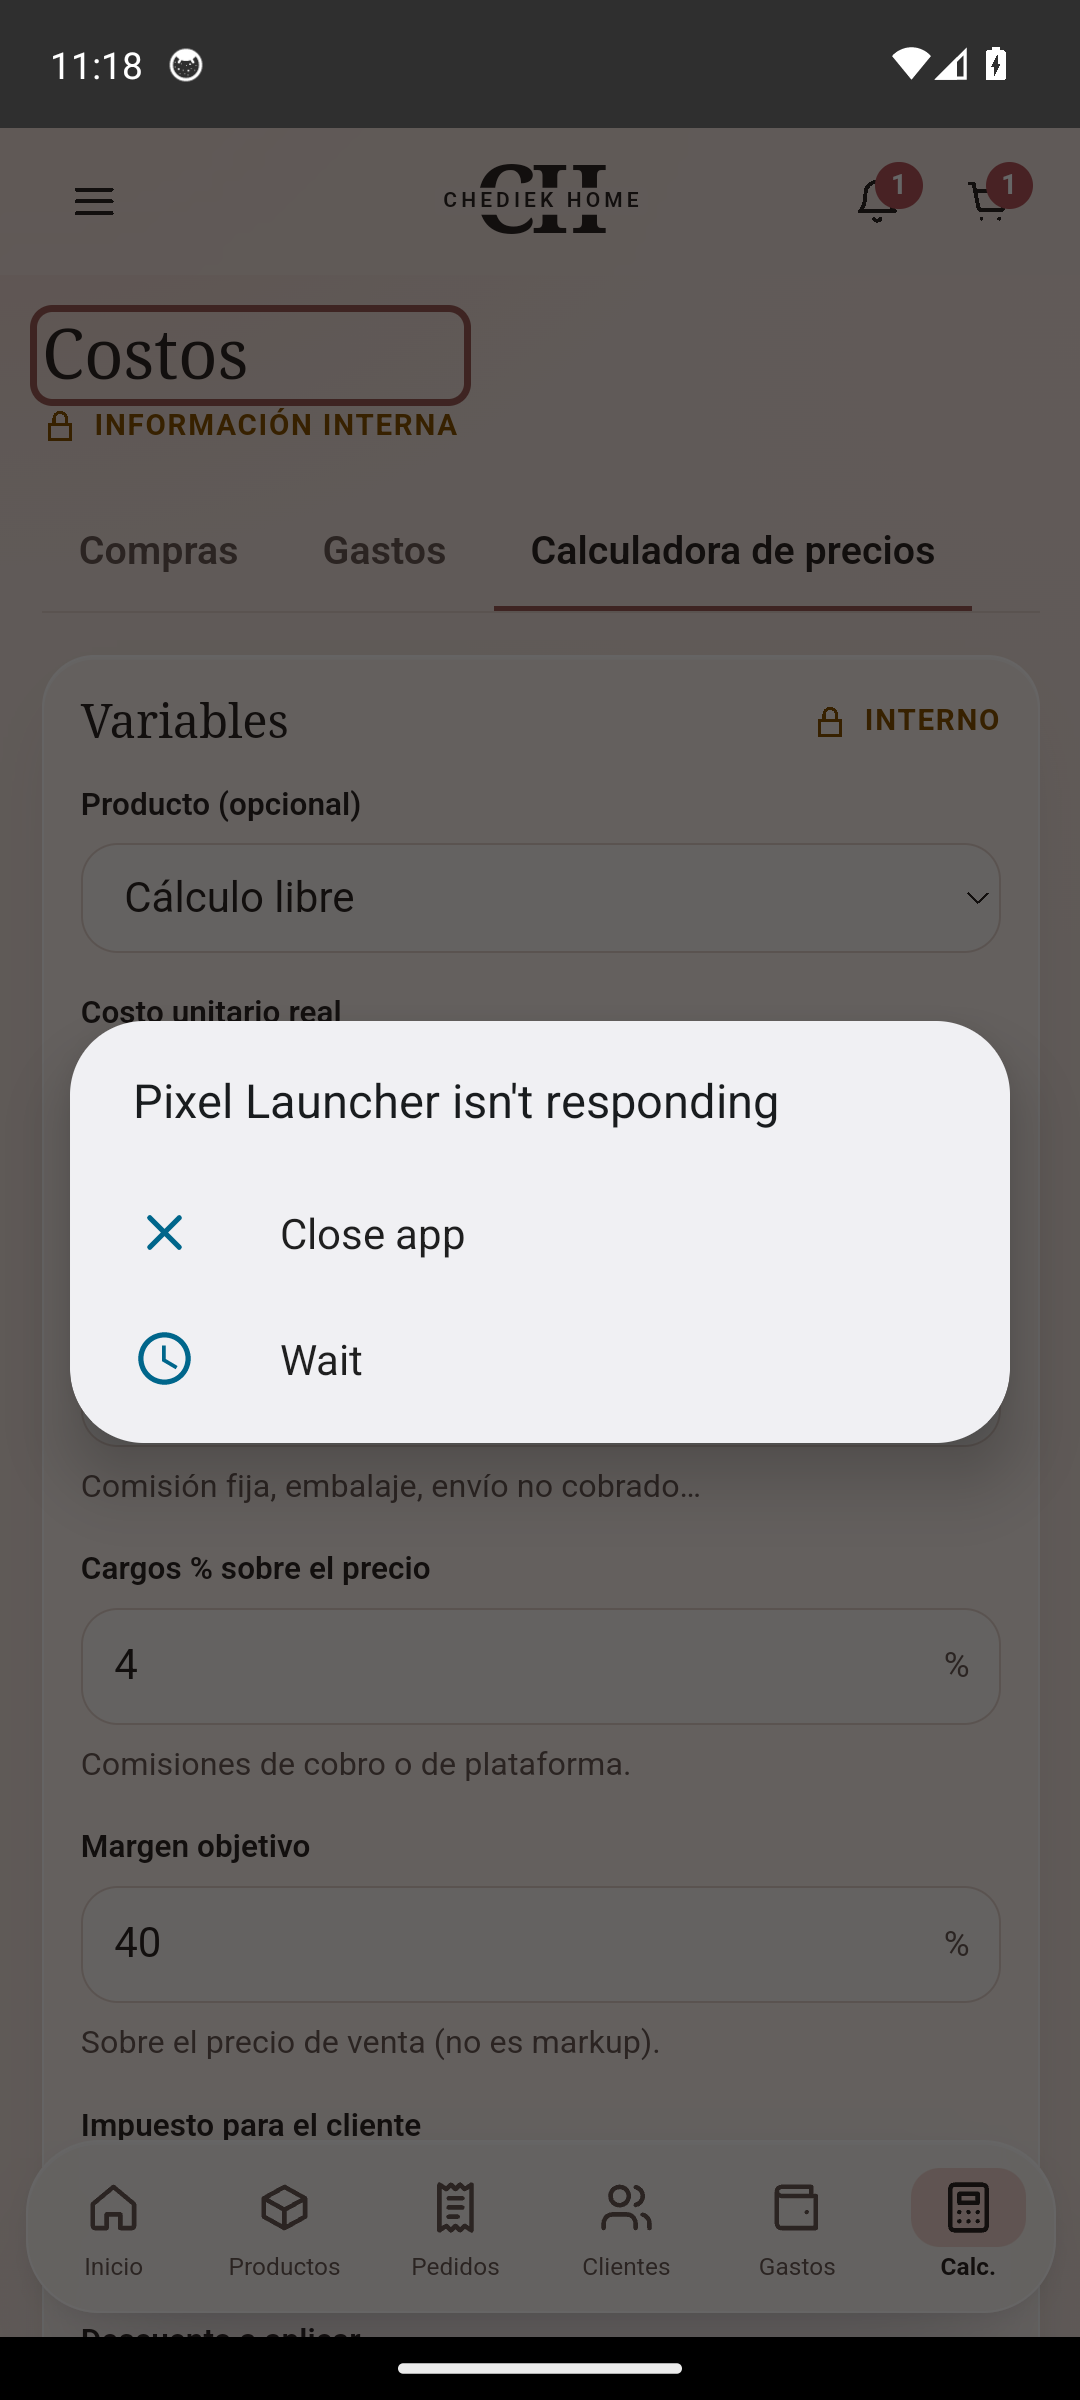 11:18
CH
CHEDIEK HOME
1
1
Costos
INFORMACIÓN INTERNA
Compras
Gastos
Calculadora de precios
Variables
INTERNO
Producto (opcional)
Cálculo libre
Costo unitario real
Pixel Launcher isn't responding
Close app
Wait
Comisión fija, embalaje, envío no cobrado…
Cargos % sobre el precio
4 %
Comisiones de cobro o de plataforma.
Margen objetivo
40 %
Sobre el precio de venta (no es markup).
Impuesto para el cliente
Inicio
Productos
Pedidos
Clientes
Gastos
Calc.
Descuento a aplicar